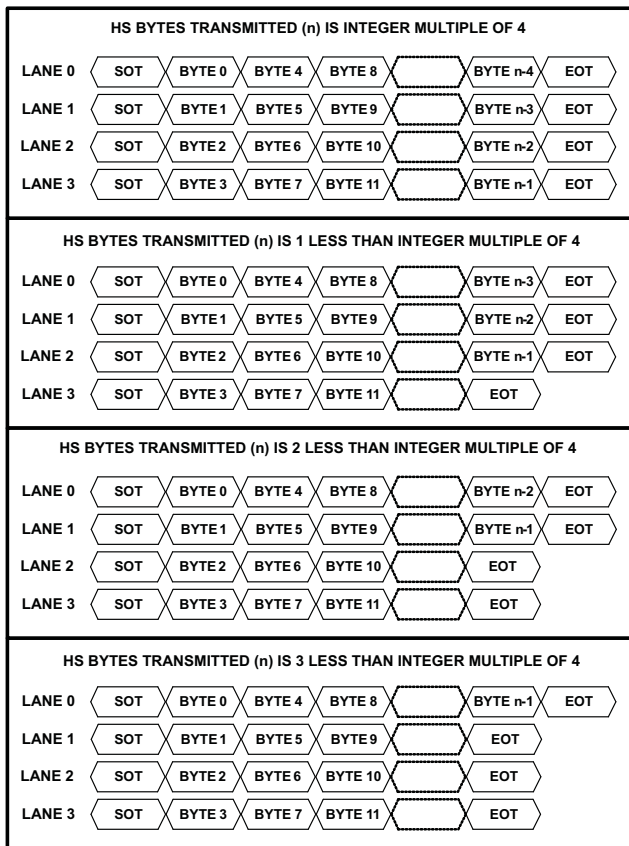 HS BYTES TRANSMITTED (n) IS INTEGER MULTIPLE OF 4
LANE 0 SOT BYTE 0 BYTE 4 BYTE 8 BYTE n-4 EOT
LANE 1 SOT BYTE 1 BYTE 5 BYTE 9 BYTE n-3 EOT
LANE 2 SOT BYTE 2 BYTE 6 BYTE 10 BYTE n-2 EOT
LANE 3 SOT BYTE 3 BYTE 7 BYTE 11 BYTE n-1 EOT
HS BYTES TRANSMITTED (n) IS 1 LESS THAN INTEGER MULTIPLE OF 4
LANE 0 SOT BYTE 0 BYTE 4 BYTE 8 BYTE n-3 EOT
LANE 1 SOT BYTE 1 BYTE 5 BYTE 9 BYTE n-2 EOT
LANE 2 SOT BYTE 2 BYTE 6 BYTE 10 BYTE n-1 EOT
LANE 3 SOT BYTE 3 BYTE 7 BYTE 11 EOT
HS BYTES TRANSMITTED (n) IS 2 LESS THAN INTEGER MULTIPLE OF 4
LANE 0 SOT BYTE 0 BYTE 4 BYTE 8 BYTE n-2 EOT
LANE 1 SOT BYTE 1 BYTE 5 BYTE 9 BYTE n-1 EOT
LANE 2 SOT BYTE 2 BYTE 6 BYTE 10 EOT
LANE 3 SOT BYTE 3 BYTE 7 BYTE 11 EOT
HS BYTES TRANSMITTED (n) IS 3 LESS THAN INTEGER MULTIPLE OF 4
LANE 0 SOT BYTE 0 BYTE 4 BYTE 8 BYTE n-1 EOT
LANE 1 SOT BYTE 1 BYTE 5 BYTE 9 EOT
LANE 2 SOT BYTE 2 BYTE 6 BYTE 10 EOT
LANE 3 SOT BYTE 3 BYTE 7 BYTE 11 EOT